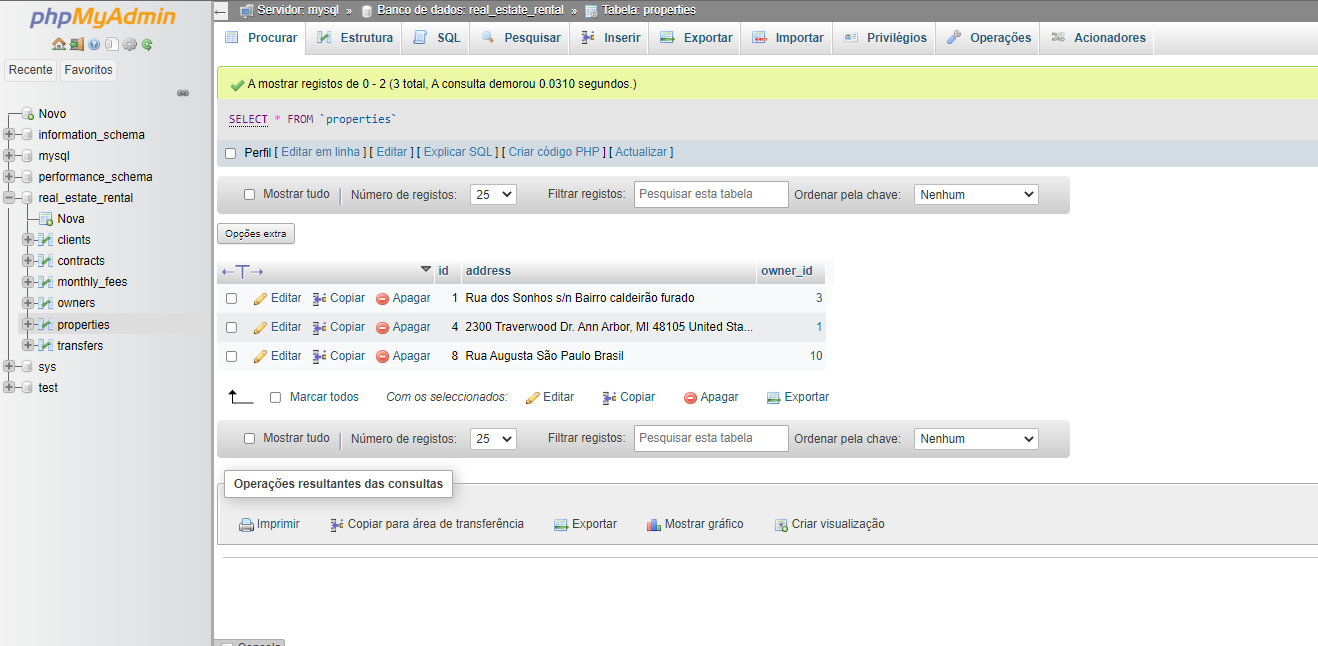 phpMyAdmin
Recente Favoritos
Novo
information_schema
mysql
performance_schema
real_estate_rental
Nova
clients
contracts
monthly_fees
owners
properties
transfers
sys
test
Servidor: mysql » Banco de dados: real_estate_rental » Tabela: properties
Procurar Estrutura SQL Pesquisar Inserir Exportar Importar Privilégios Operações Acionadores
A mostrar registos de 0 - 2 (3 total, A consulta demorou 0.0310 segundos.)
SELECT * FROM `properties`
Perfil [ Editar em linha ] [ Editar ] [ Explicar SQL ] [ Criar código PHP ] [ Actualizar ]
Mostrar tudo Número de registos: 25 Filtrar registos: Pesquisar esta tabela Ordenar pela chave: Nenhum
Opções extra
←T→ id address owner_id
Editar Copiar Apagar 1 Rua dos Sonhos s/n Bairro caldeirão furado 3
Editar Copiar Apagar 4 2300 Traverwood Dr. Ann Arbor, MI 48105 United Sta... 1
Editar Copiar Apagar 8 Rua Augusta São Paulo Brasil 10
Marcar todos Com os seleccionados: Editar Copiar Apagar Exportar
Mostrar tudo Número de registos: 25 Filtrar registos: Pesquisar esta tabela Ordenar pela chave: Nenhum
Operações resultantes das consultas
Imprimir Copiar para área de transferência Exportar Mostrar gráfico Criar visualização